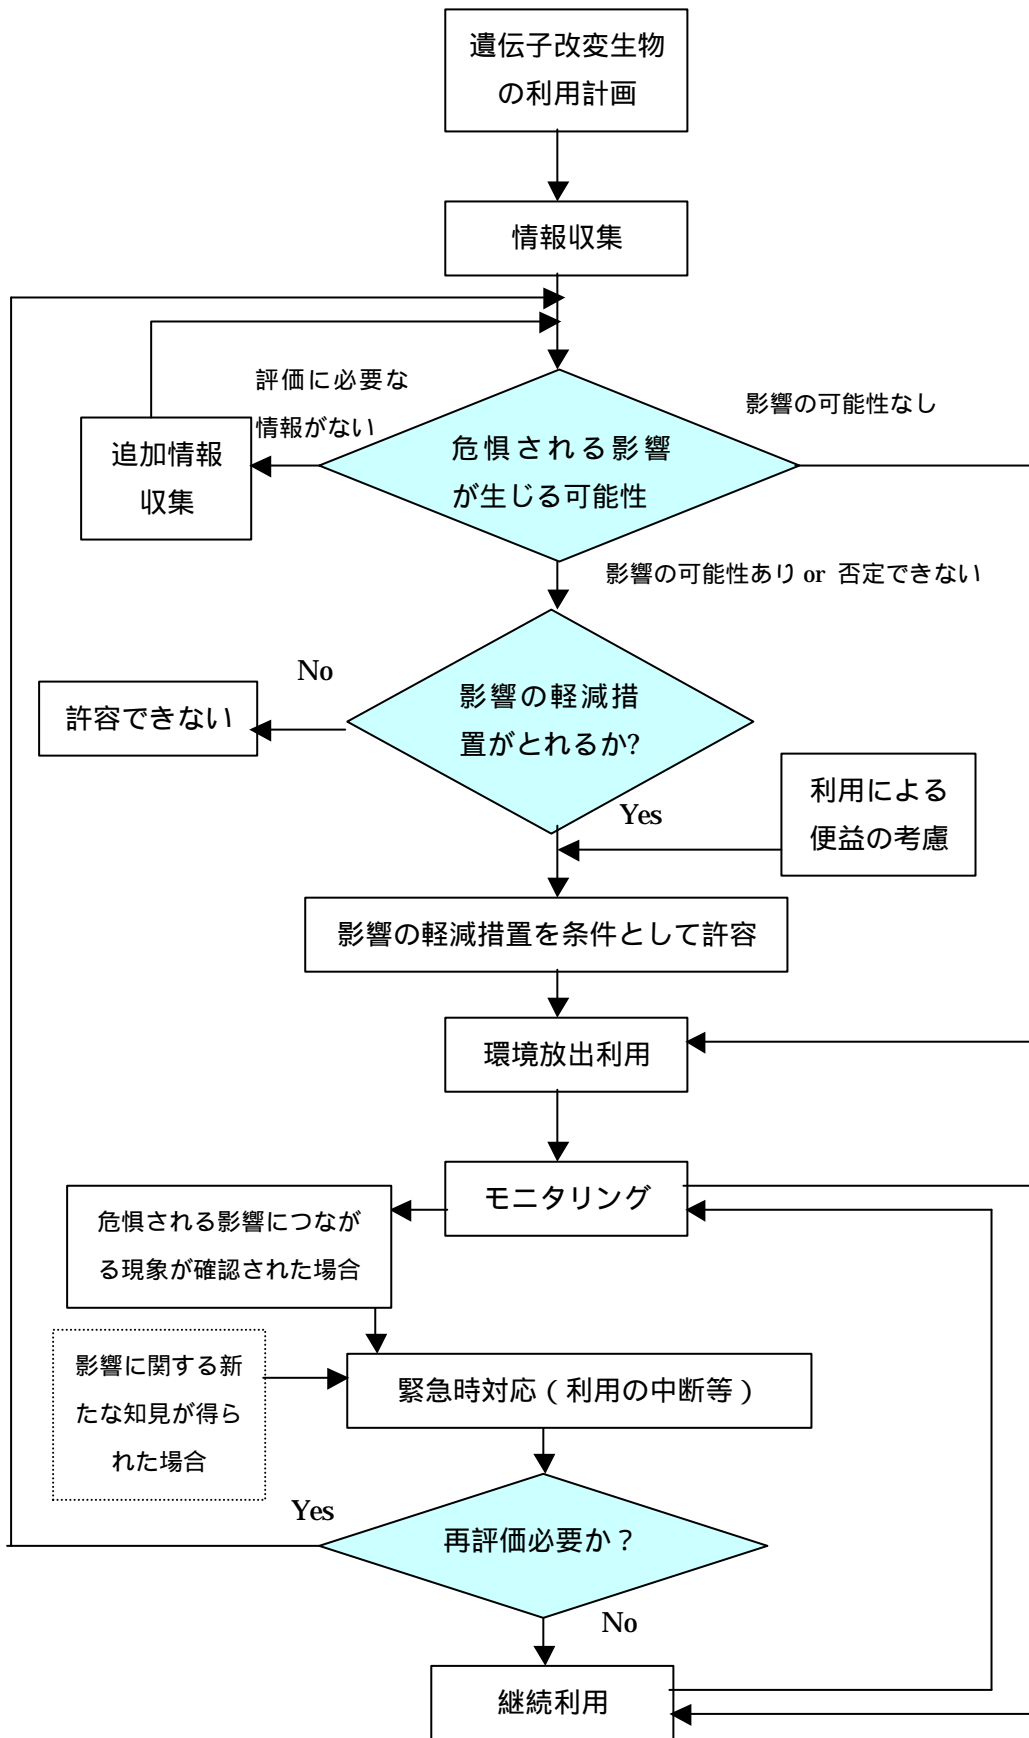 遺伝子改変生物
の利用計画
情報収集
評価に必要な
情報がない
影響の可能性なし
追加情報
収集
危惧される影響
が生じる可能性
影響の可能性あり or 否定できない
No
許容できない
影響の軽減措
置がとれるか?
利用による
便益の考慮
Yes
影響の軽減措置を条件として許容
環境放出利用
モニタリング
危惧される影響につなが
る現象が確認された場合
影響に関する新
たな知見が得ら
れた場合
緊急時対応（利用の中断等）
Yes
再評価必要か？
No
継続利用